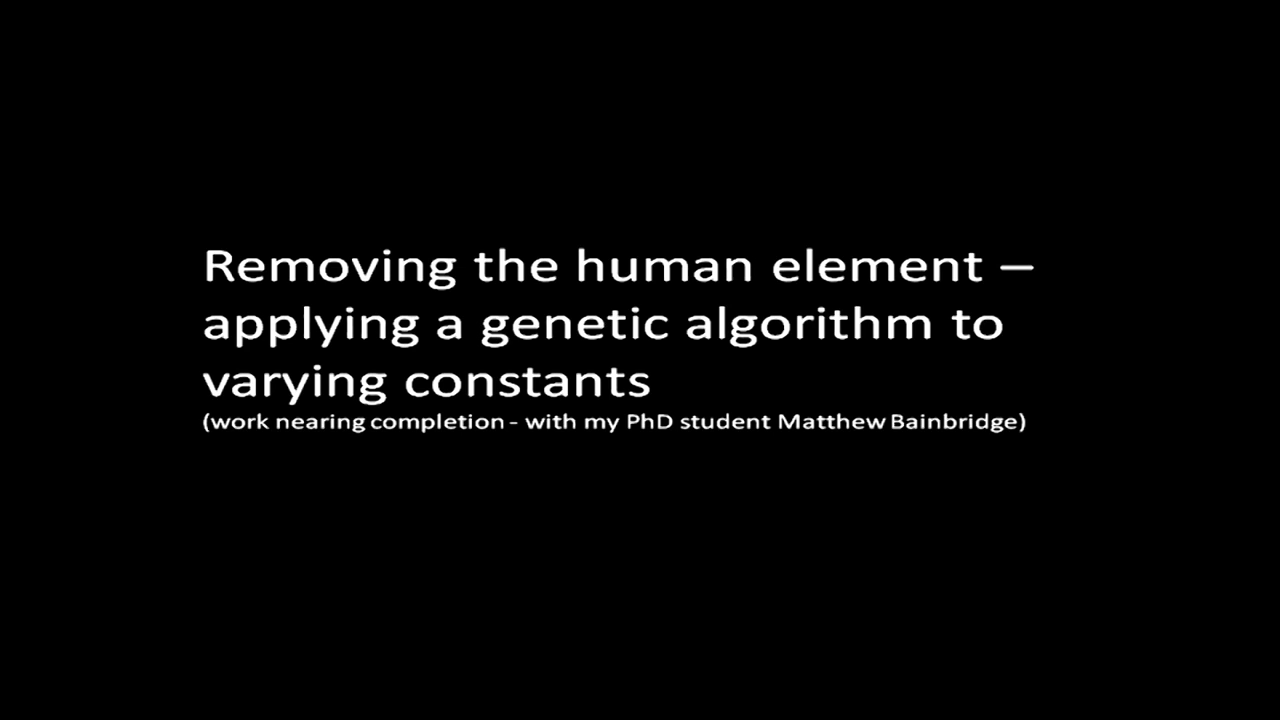 Removing the human element –
applying a genetic algorithm to
varying constants
(work nearing completion - with my PhD student Matthew Bainbridge)